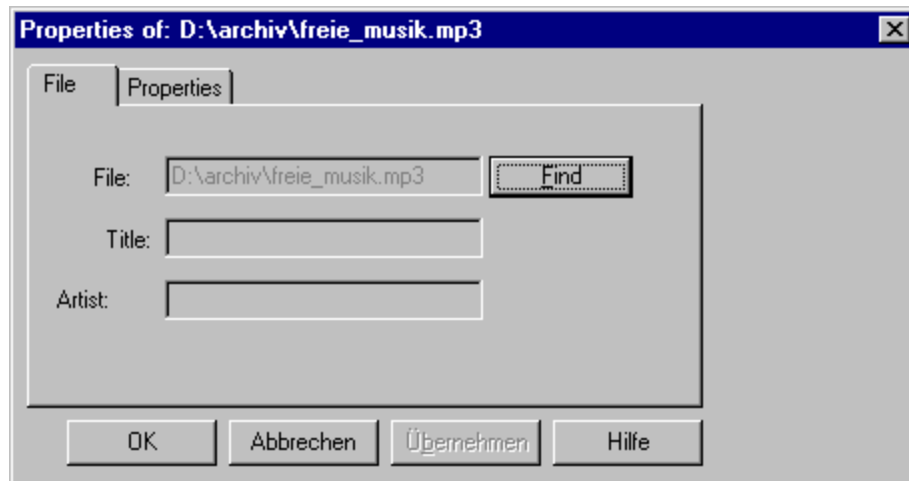 Properties of: D:\archiv\freie_musik.mp3
File Properties
File: D:\archiv\freie_musik.mp3 Find
Title:
Artist:
OK Abbrechen Übernehmen Hilfe